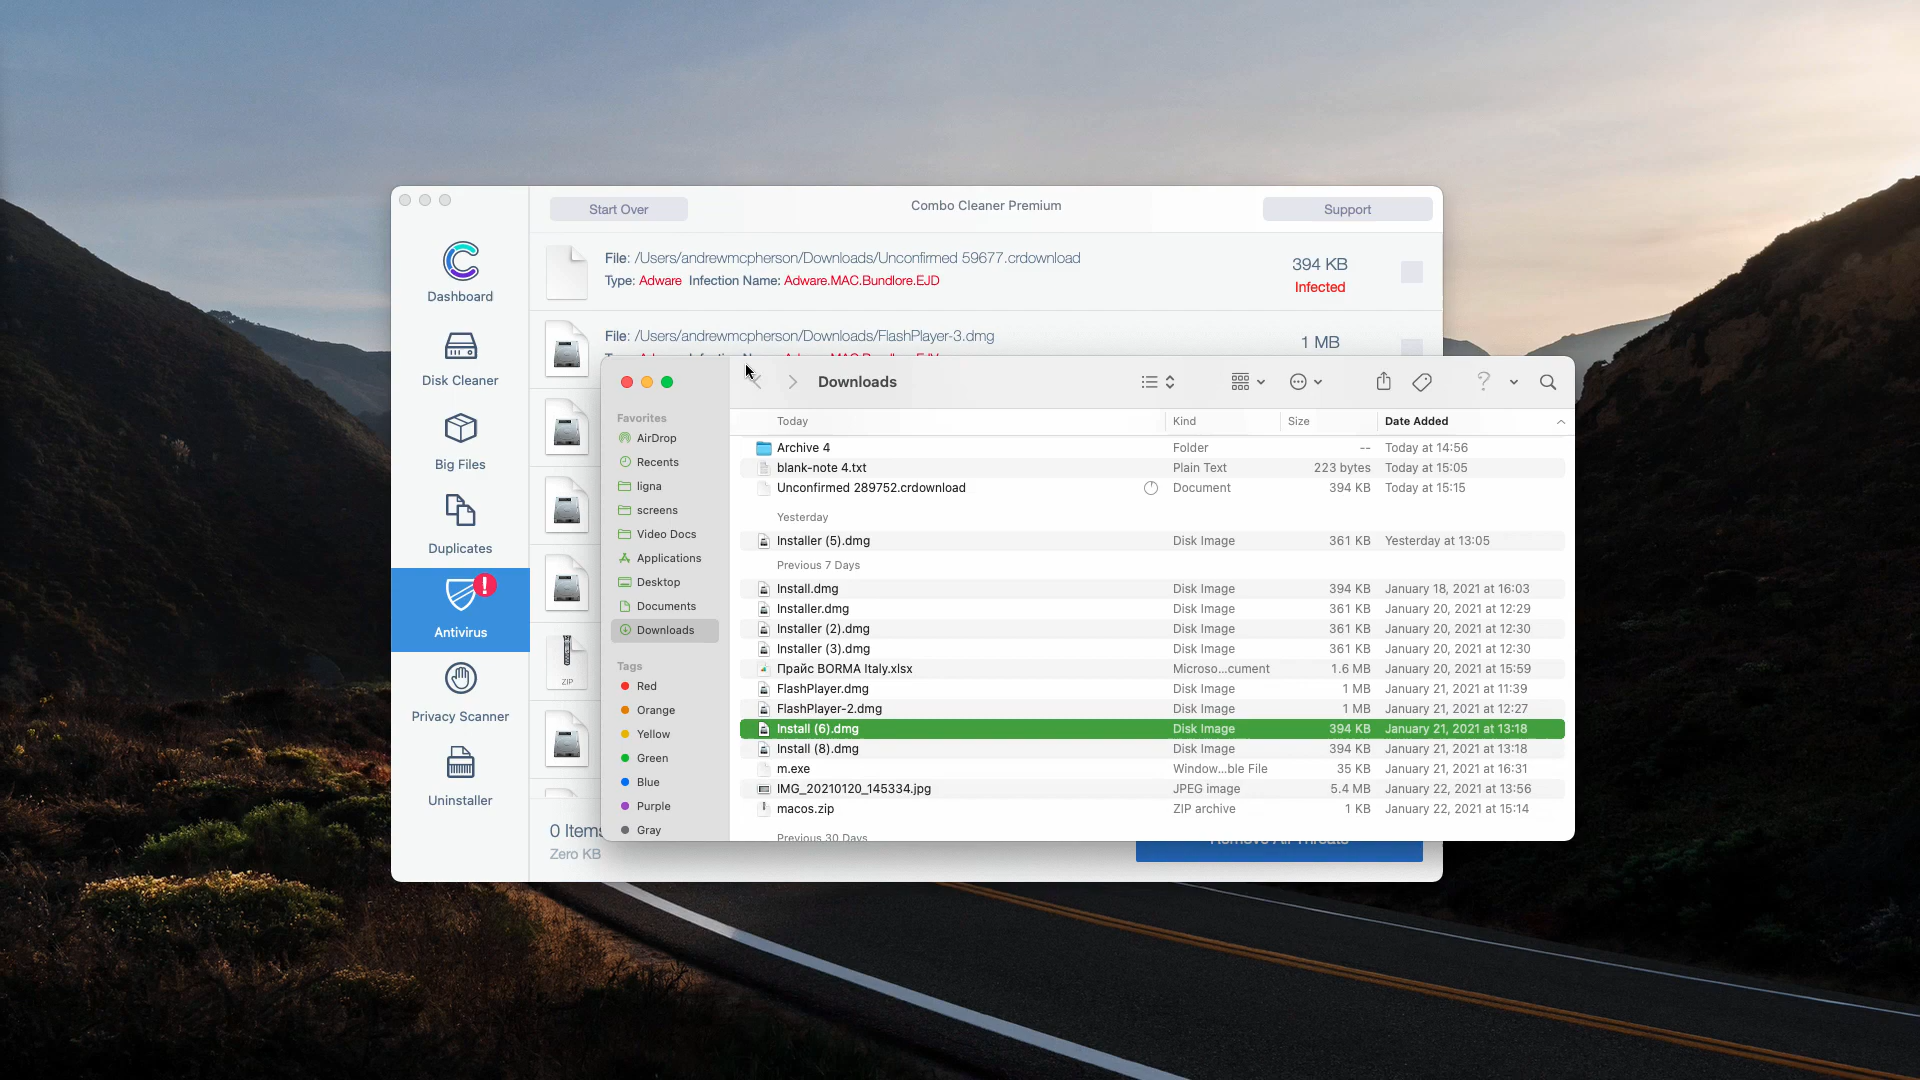 Start Over
Combo Cleaner Premium
Support
Dashboard
Disk Cleaner
Big Files
Duplicates
Antivirus
Privacy Scanner
Uninstaller
File: /Users/andrewmcpherson/Downloads/Unconfirmed 59677.crdownload
Type: Adware Infection Name: Adware.MAC.Bundlore.EJD
394 KB
Infected
File: /Users/andrewmcpherson/Downloads/FlashPlayer-3.dmg
1 MB
ZIP
0 Items
Zero KB
Remove All Threats
Downloads
Favorites
AirDrop
Recents
ligna
screens
Video Docs
Applications
Desktop
Documents
Downloads
Tags
Red
Orange
Yellow
Green
Blue
Purple
Gray
Today Kind Size Date Added
Archive 4 Folder -- Today at 14:56
blank-note 4.txt Plain Text 223 bytes Today at 15:05
Unconfirmed 289752.crdownload Document 394 KB Today at 15:15
Yesterday
Installer (5).dmg Disk Image 361 KB Yesterday at 13:05
Previous 7 Days
Install.dmg Disk Image 394 KB January 18, 2021 at 16:03
Installer.dmg Disk Image 361 KB January 20, 2021 at 12:29
Installer (2).dmg Disk Image 361 KB January 20, 2021 at 12:30
Installer (3).dmg Disk Image 361 KB January 20, 2021 at 12:30
Прайс BORMA Italy.xlsx Microso...cument 1.6 MB January 20, 2021 at 15:59
FlashPlayer.dmg Disk Image 1 MB January 21, 2021 at 11:39
FlashPlayer-2.dmg Disk Image 1 MB January 21, 2021 at 12:27
Install (6).dmg Disk Image 394 KB January 21, 2021 at 13:18
Install (8).dmg Disk Image 394 KB January 21, 2021 at 13:18
m.exe Window...ble File 35 KB January 21, 2021 at 16:31
IMG_20210120_145334.jpg JPEG image 5.4 MB January 22, 2021 at 13:56
macos.zip ZIP archive 1 KB January 22, 2021 at 15:14
Previous 30 Days